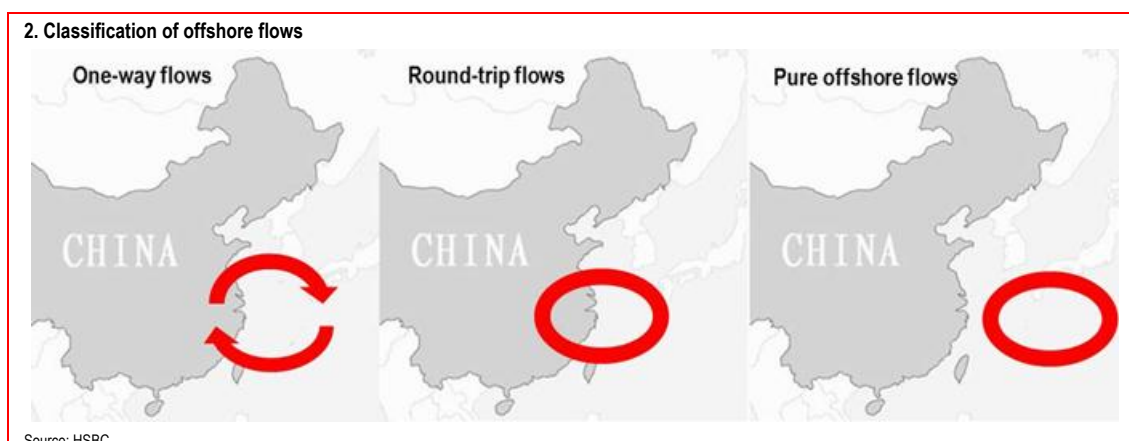 2. Classification of offshore flows
One-way flows
Round-trip flows
Pure offshore flows
CHINA
CHINA
CHINA
Source: HSBC